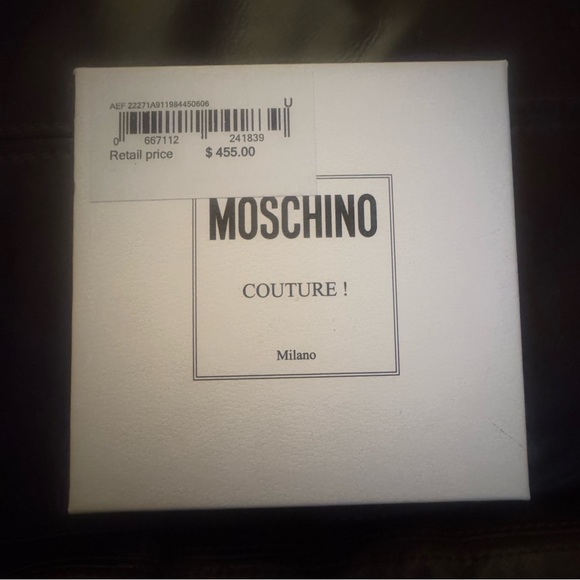 AEF 22271A911984450606 U
0 667112 241839
Retail price $ 455.00
MOSCHINO
COUTURE !
Milano